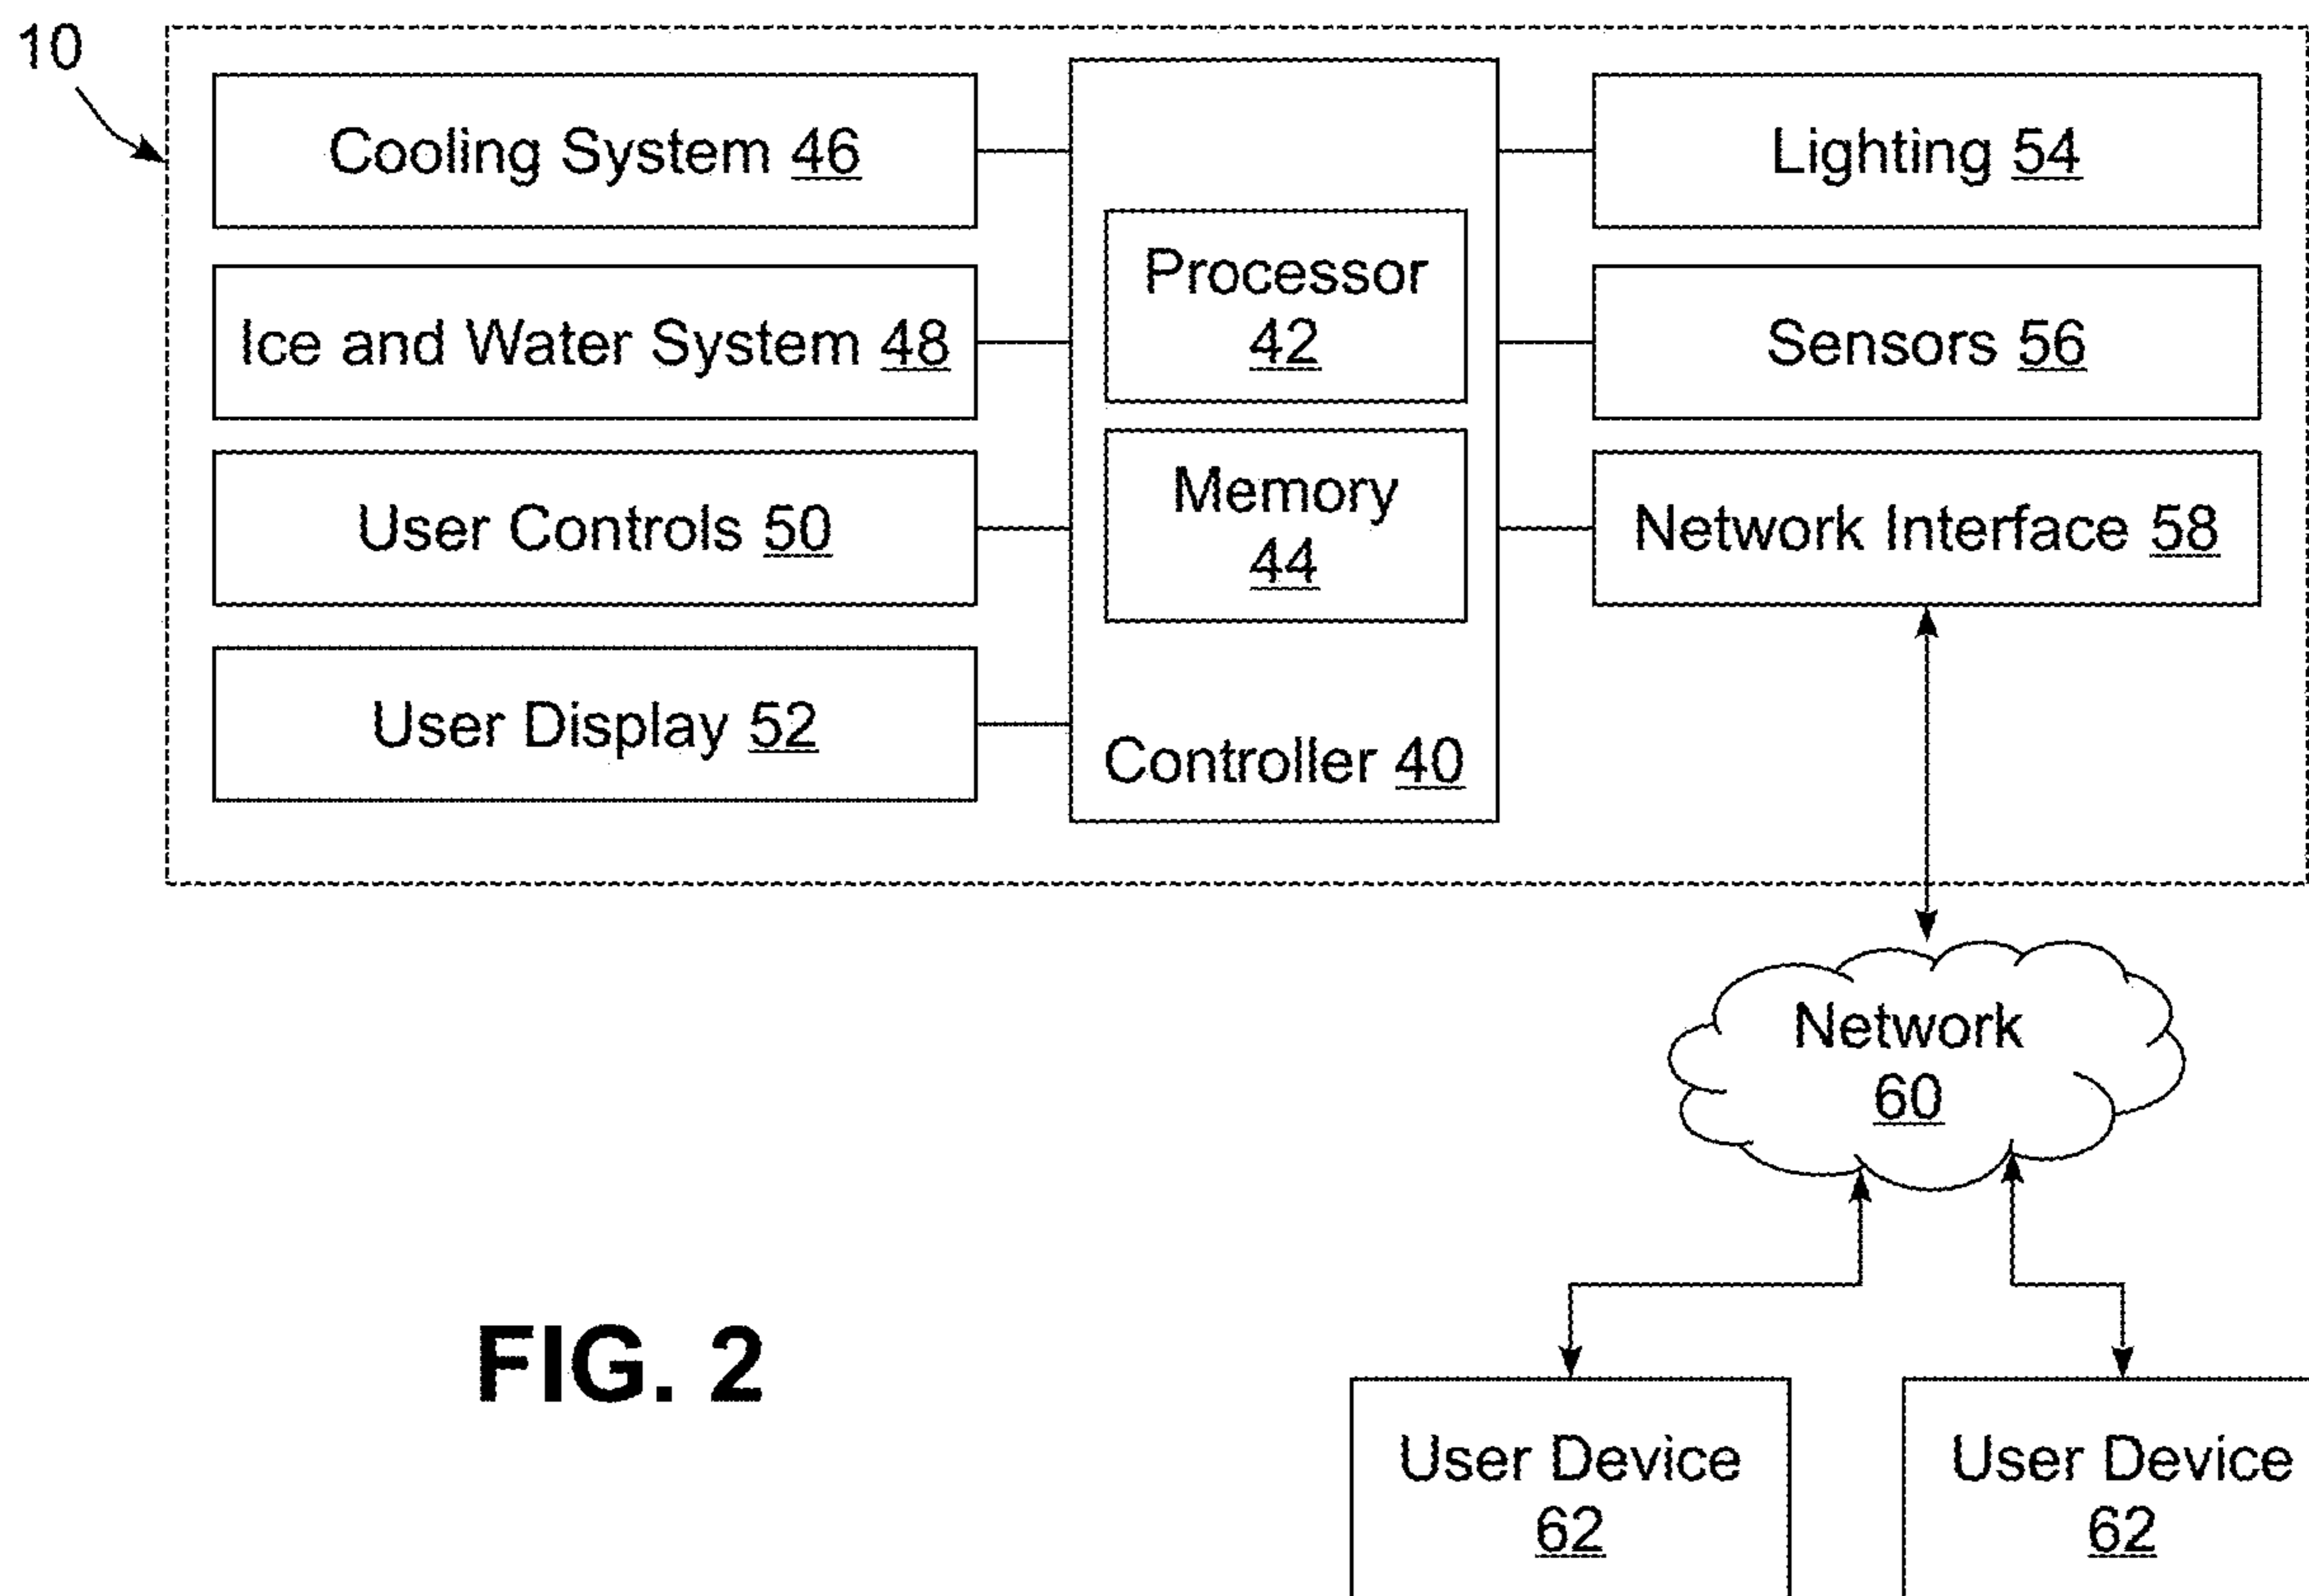 10
Cooling System 46
Ice and Water System 48
User Controls 50
User Display 52
Processor
42
Memory
44
Controller 40
Lighting 54
Sensors 56
Network Interface 58
Network
60
FIG. 2
User Device
62
User Device
62